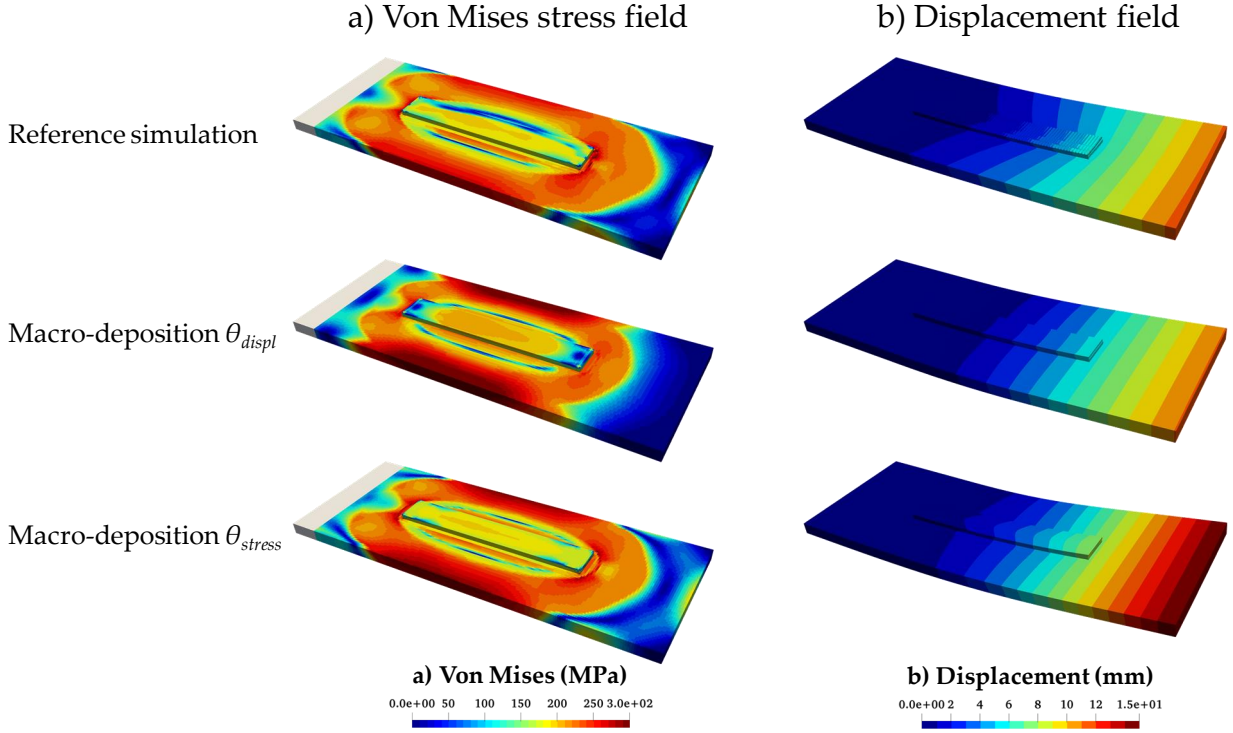 a) Von Mises stress field
b) Displacement field
Reference simulation
Macro-deposition θdispl
Macro-deposition θstress
a) Von Mises (MPa)
0.0e+00 50 100 150 200 250 3.0e+02
b) Displacement (mm)
0.0e+00 2 4 6 8 10 12 1.5e+01